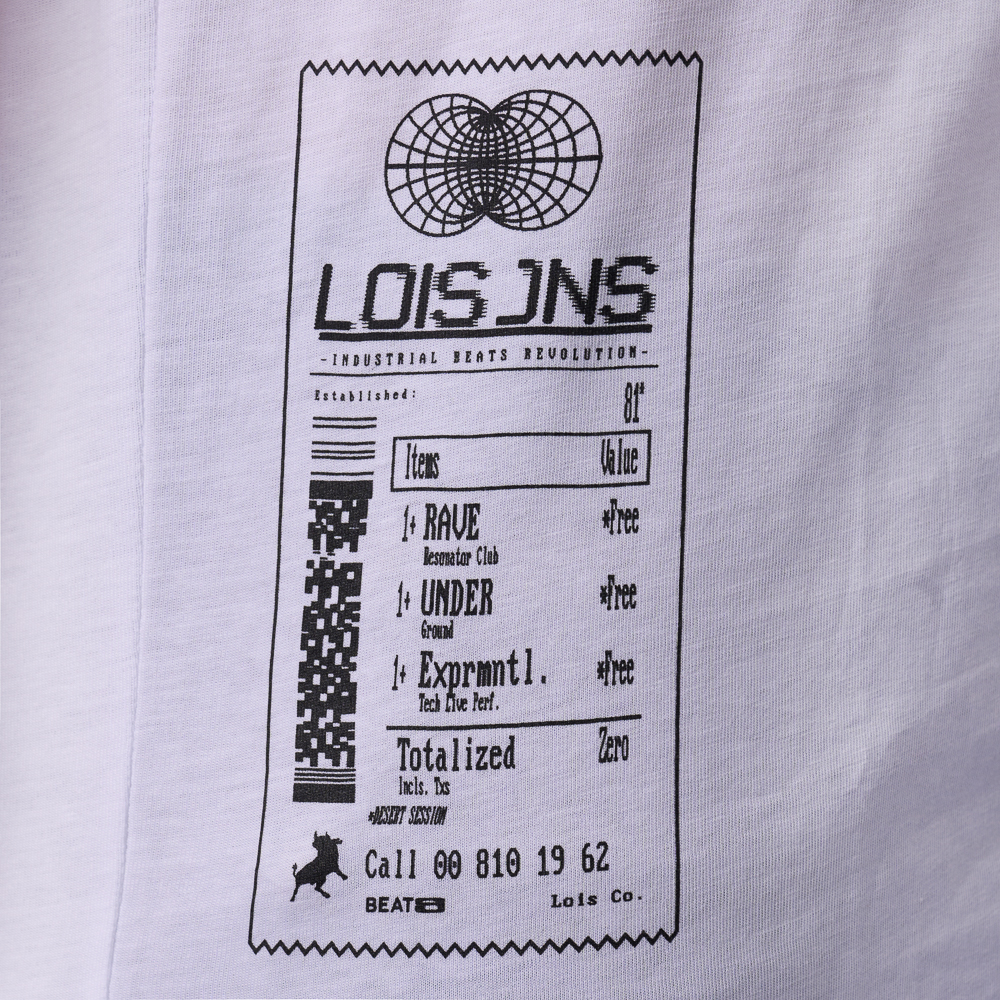 LOIS JNS
-INDUSTRIAL BEATS REVOLUTION-
Established:
81"
Items Value
1+ RAVE *Free
Resonator Club
1+ UNDER *Free
Ground
1+ Exprmntl. *Free
Tech Live Perf.
Totalized Zero
Incls. Txs
*DESERT SESSION
Call 00 810 19 62
BEAT8 Lois Co.